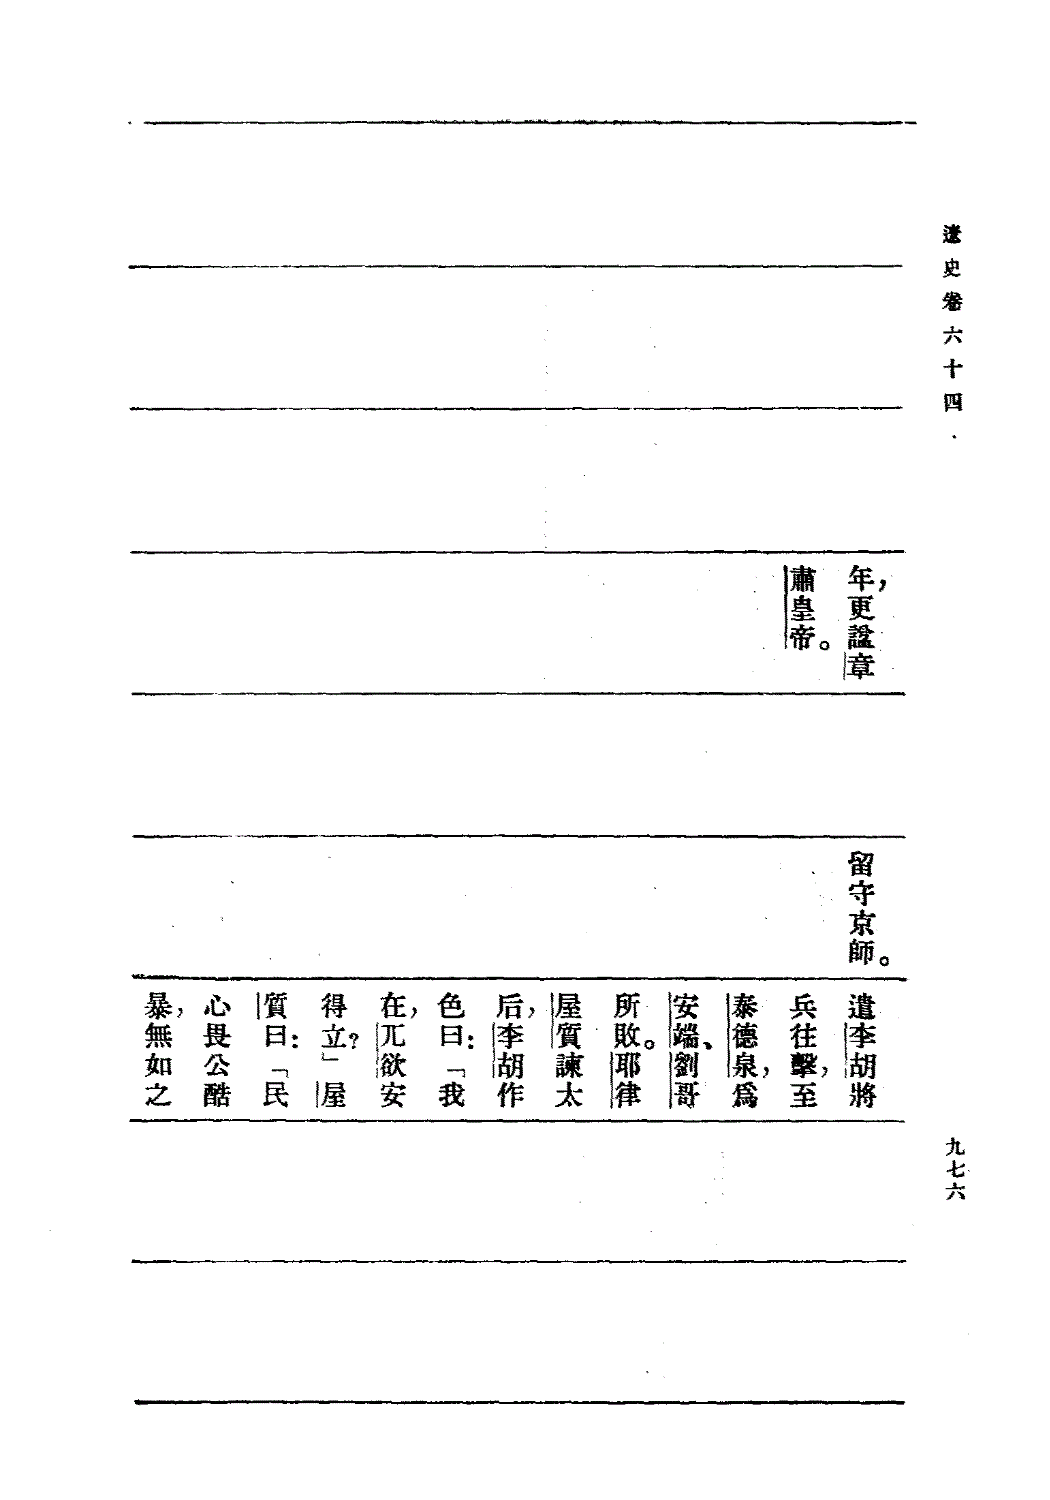 遼史卷六十四
年，更諡章
肅皇帝。
留守京師。
遣李胡將
兵往擊，至
泰德泉，爲
安端、劉哥
所敗。耶律
屋質諫太
后，李胡作
色曰：「我
在，兀欲安
得立？」屋
質曰：「民
心畏公酷
暴，無如之
九七六